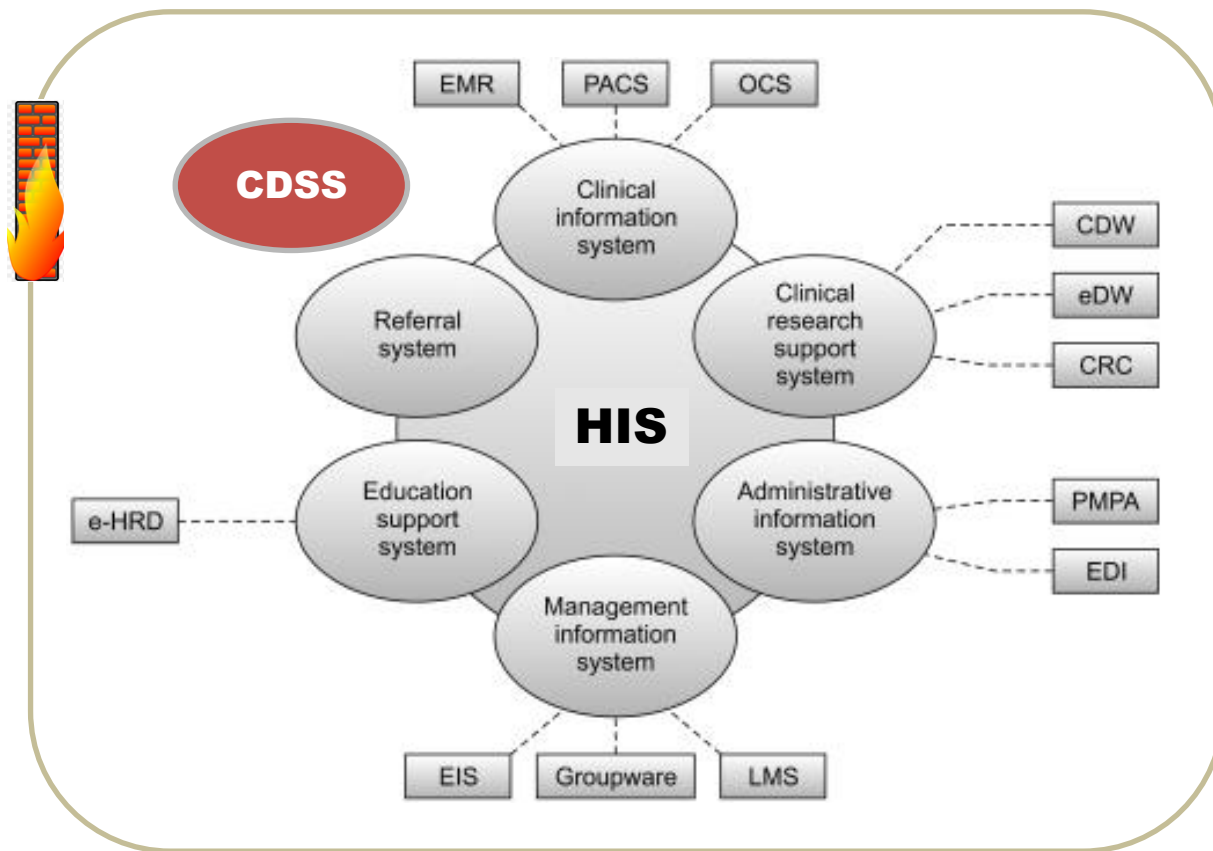 EMR
PACS
OCS
CDSS
Clinical
information
system
CDW
eDW
CRC
Clinical
research
support
system
Referral
system
HIS
Education
support
system
Administrative
information
system
e-HRD
PMPA
EDI
Management
information
system
EIS
Groupware
LMS